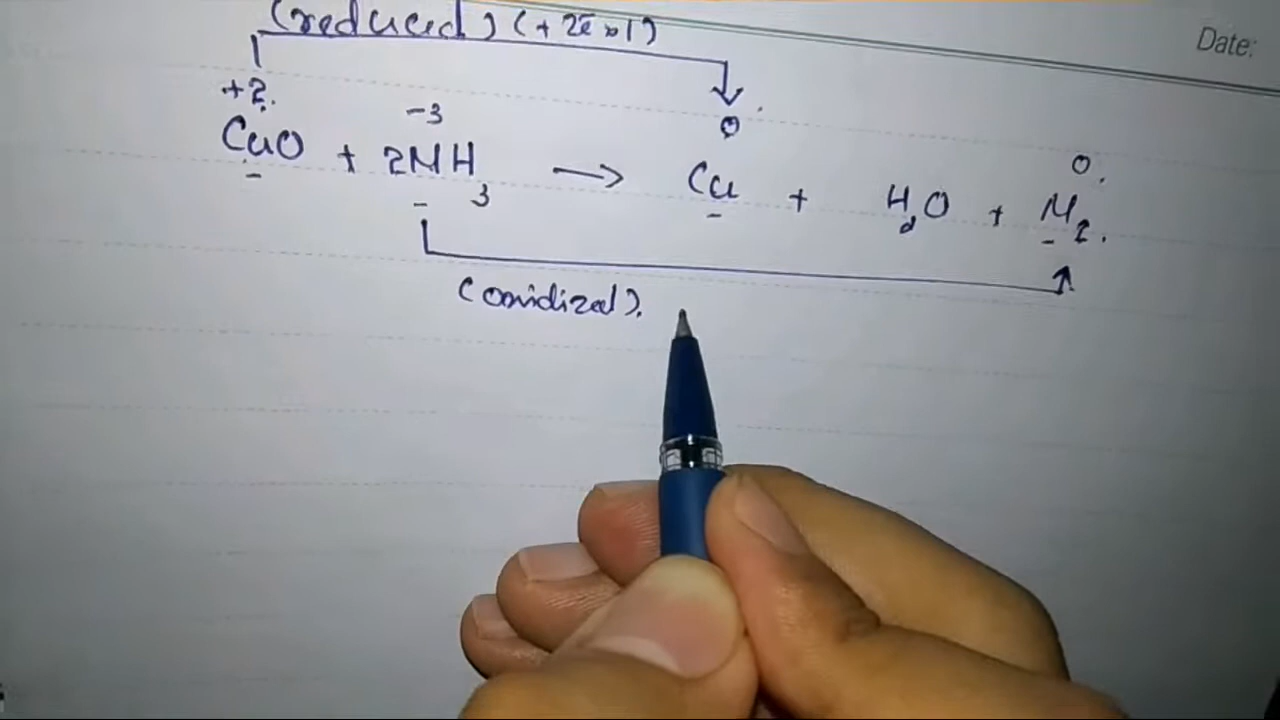 (reduced) (+2e⁻×1)
Date:
+2.
-3
0
0.
CuO + 2NH₃ → Cu + H₂O + N₂.
(oxidized).